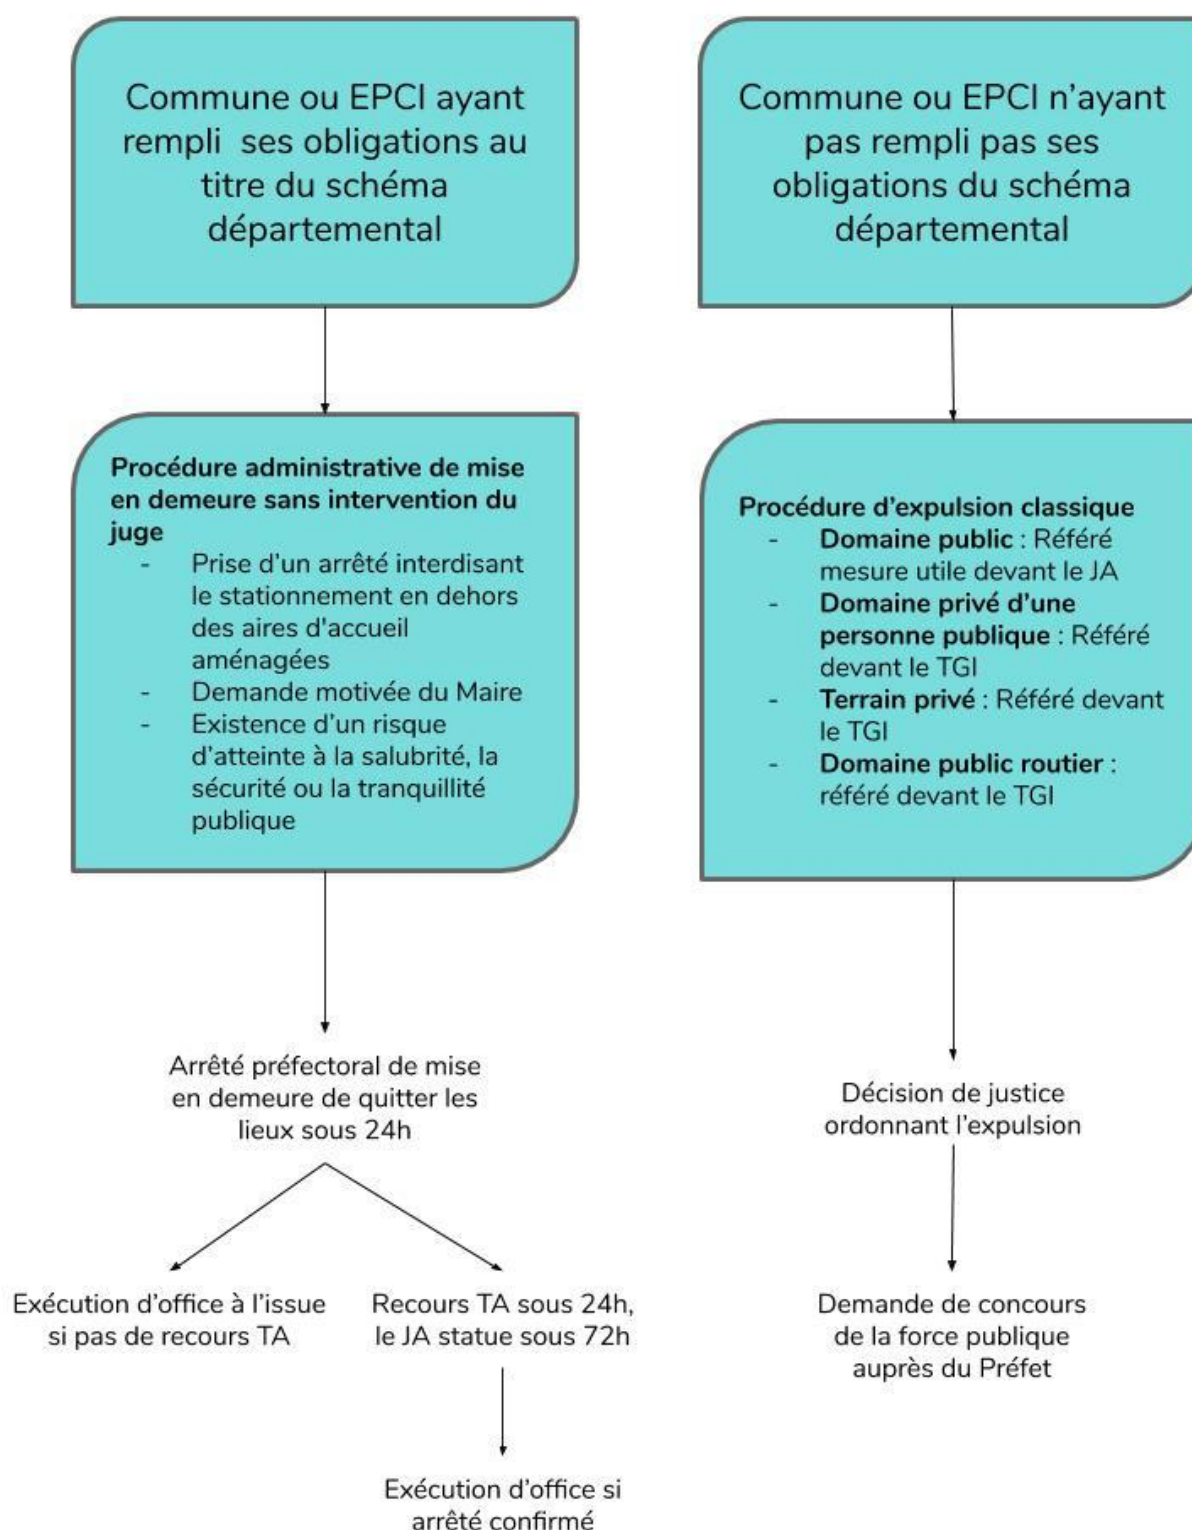 Commune ou EPCI ayant
rempli ses obligations au
titre du schéma
départemental
Procédure administrative de mise
en demeure sans intervention du
juge
- Prise d'un arrêté interdisant
le stationnement en dehors
des aires d'accueil
aménagées
- Demande motivée du Maire
- Existence d'un risque
d'atteinte à la salubrité, la
sécurité ou la tranquillité
publique
Arrêté préfectoral de mise
en demeure de quitter les
lieux sous 24h
Exécution d'office à l'issue
si pas de recours TA
Recours TA sous 24h,
le JA statue sous 72h
Exécution d'office si
arrêté confirmé
Commune ou EPCI n'ayant
pas rempli pas ses
obligations du schéma
départemental
Procédure d'expulsion classique
- Domaine public : Référé
mesure utile devant le JA
- Domaine privé d'une
personne publique : Référé
devant le TGI
- Terrain privé : Référé devant
le TGI
- Domaine public routier :
référé devant le TGI
Décision de justice
ordonnant l'expulsion
Demande de concours
de la force publique
auprès du Préfet